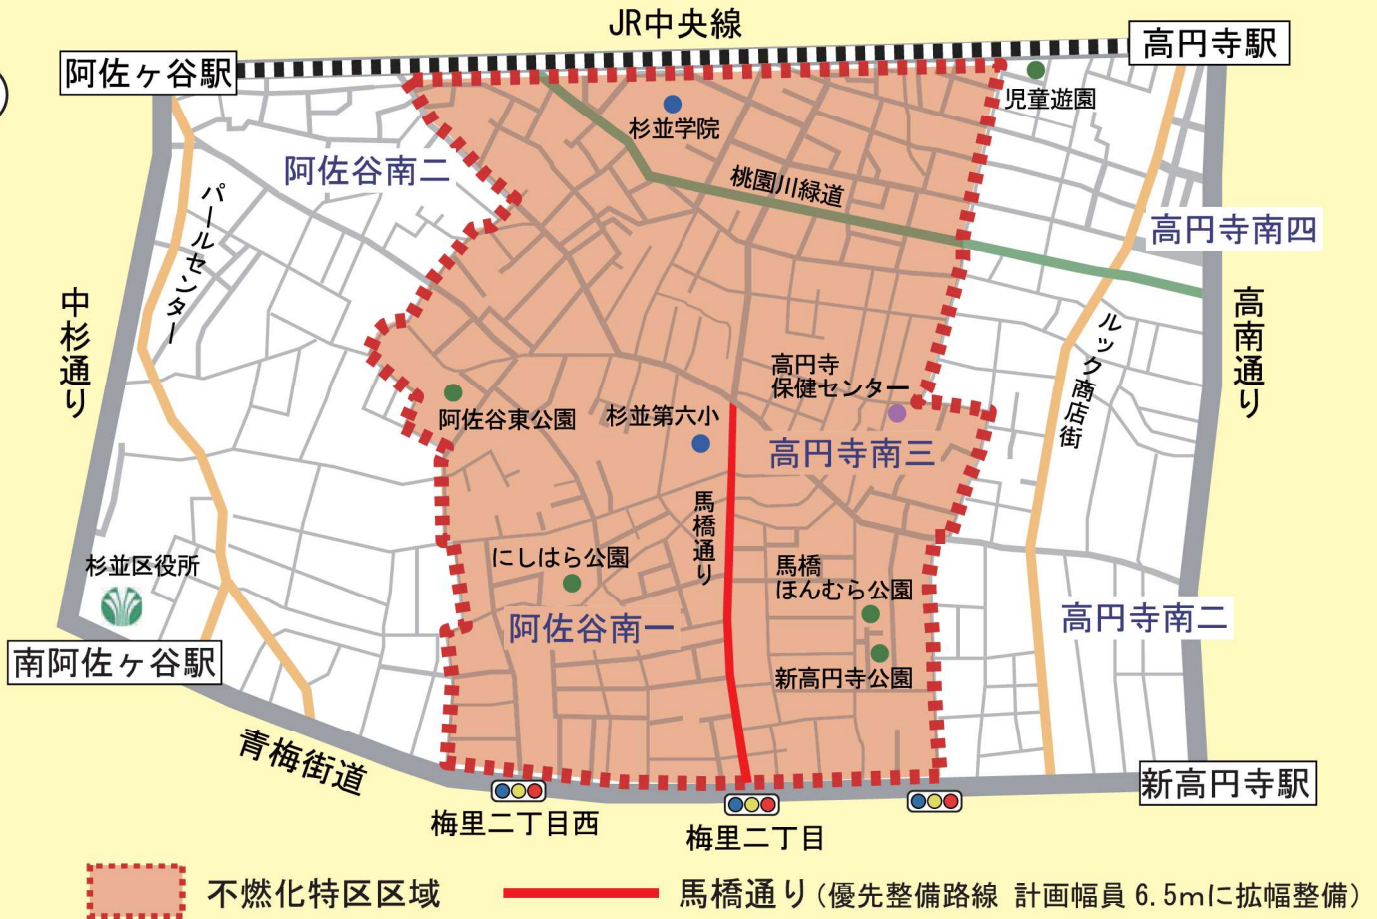 JR中央線
阿佐ヶ谷駅
高円寺駅
児童遊園
杉並学院
阿佐谷南二
桃園川緑道
パールセンター
高円寺南四
中杉通り
高南通り
ルック商店街
高円寺
保健センター
阿佐谷東公園
杉並第六小
高円寺南三
馬橋通り
杉並区役所
にしはら公園
馬橋
ほんむら公園
阿佐谷南一
高円寺南二
南阿佐ヶ谷駅
新高円寺公園
青梅街道
新高円寺駅
梅里二丁目西
梅里二丁目
不燃化特区区域
馬橋通り(優先整備路線 計画幅員 6.5mに拡幅整備)